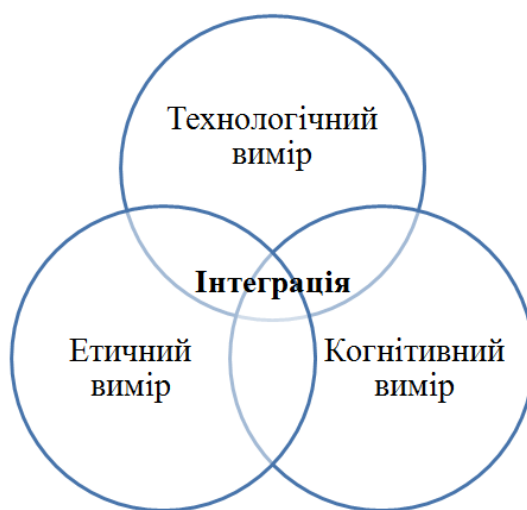 Технологічний
вимір
Інтеграція
Етичний
вимір
Когнітивний
вимір